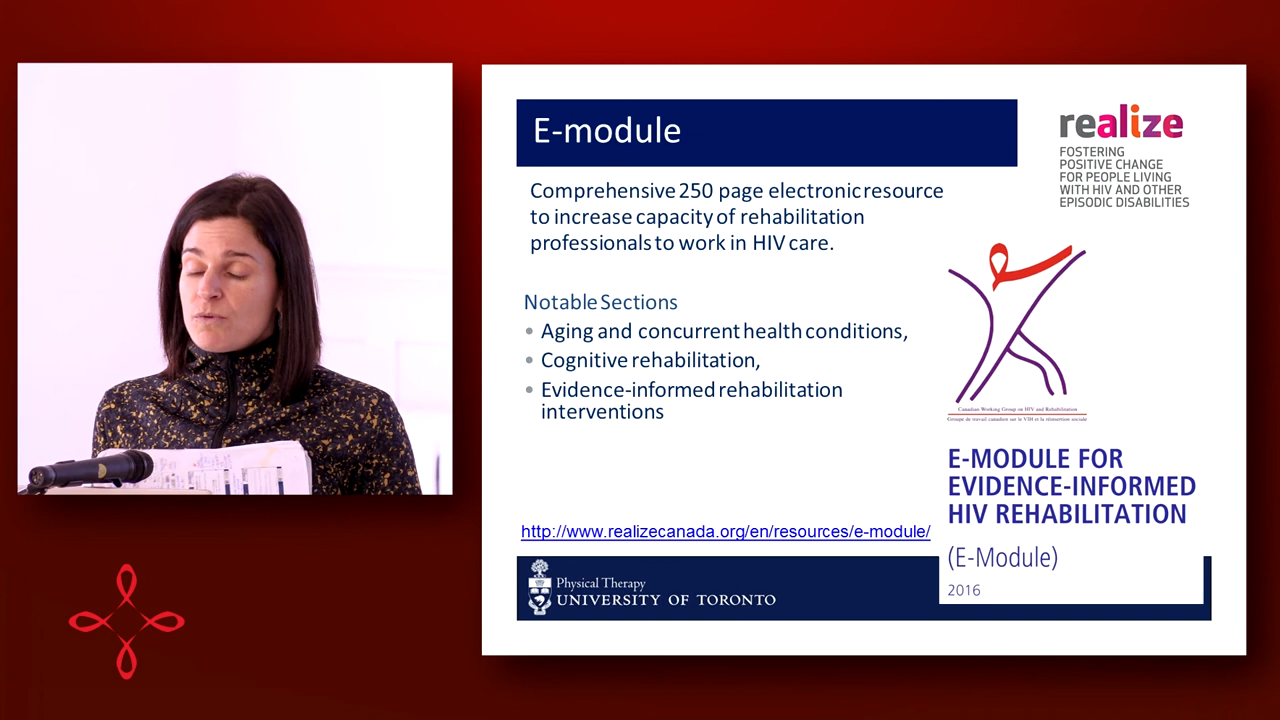 E-module
Comprehensive 250 page electronic resource
to increase capacity of rehabilitation
professionals to work in HIV care.
Notable Sections
• Aging and concurrent health conditions,
• Cognitive rehabilitation,
• Evidence-informed rehabilitation
interventions
http://www.realizecanada.org/en/resources/e-module/
Physical Therapy
UNIVERSITY OF TORONTO
realize
FOSTERING
POSITIVE CHANGE
FOR PEOPLE LIVING
WITH HIV AND OTHER
EPISODIC DISABILITIES
Canadian Working Group on HIV and Rehabilitation
Groupe de travail canadien sur le VIH et la réinsertion sociale
E-MODULE FOR
EVIDENCE-INFORMED
HIV REHABILITATION
(E-Module)
2016